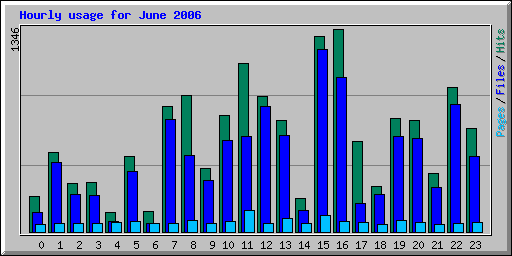 Hourly usage for June 2006
1346
Pages/Files/Hits
0 1 2 3 4 5 6 7 8 9 10 11 12 13 14 15 16 17 18 19 20 21 22 23